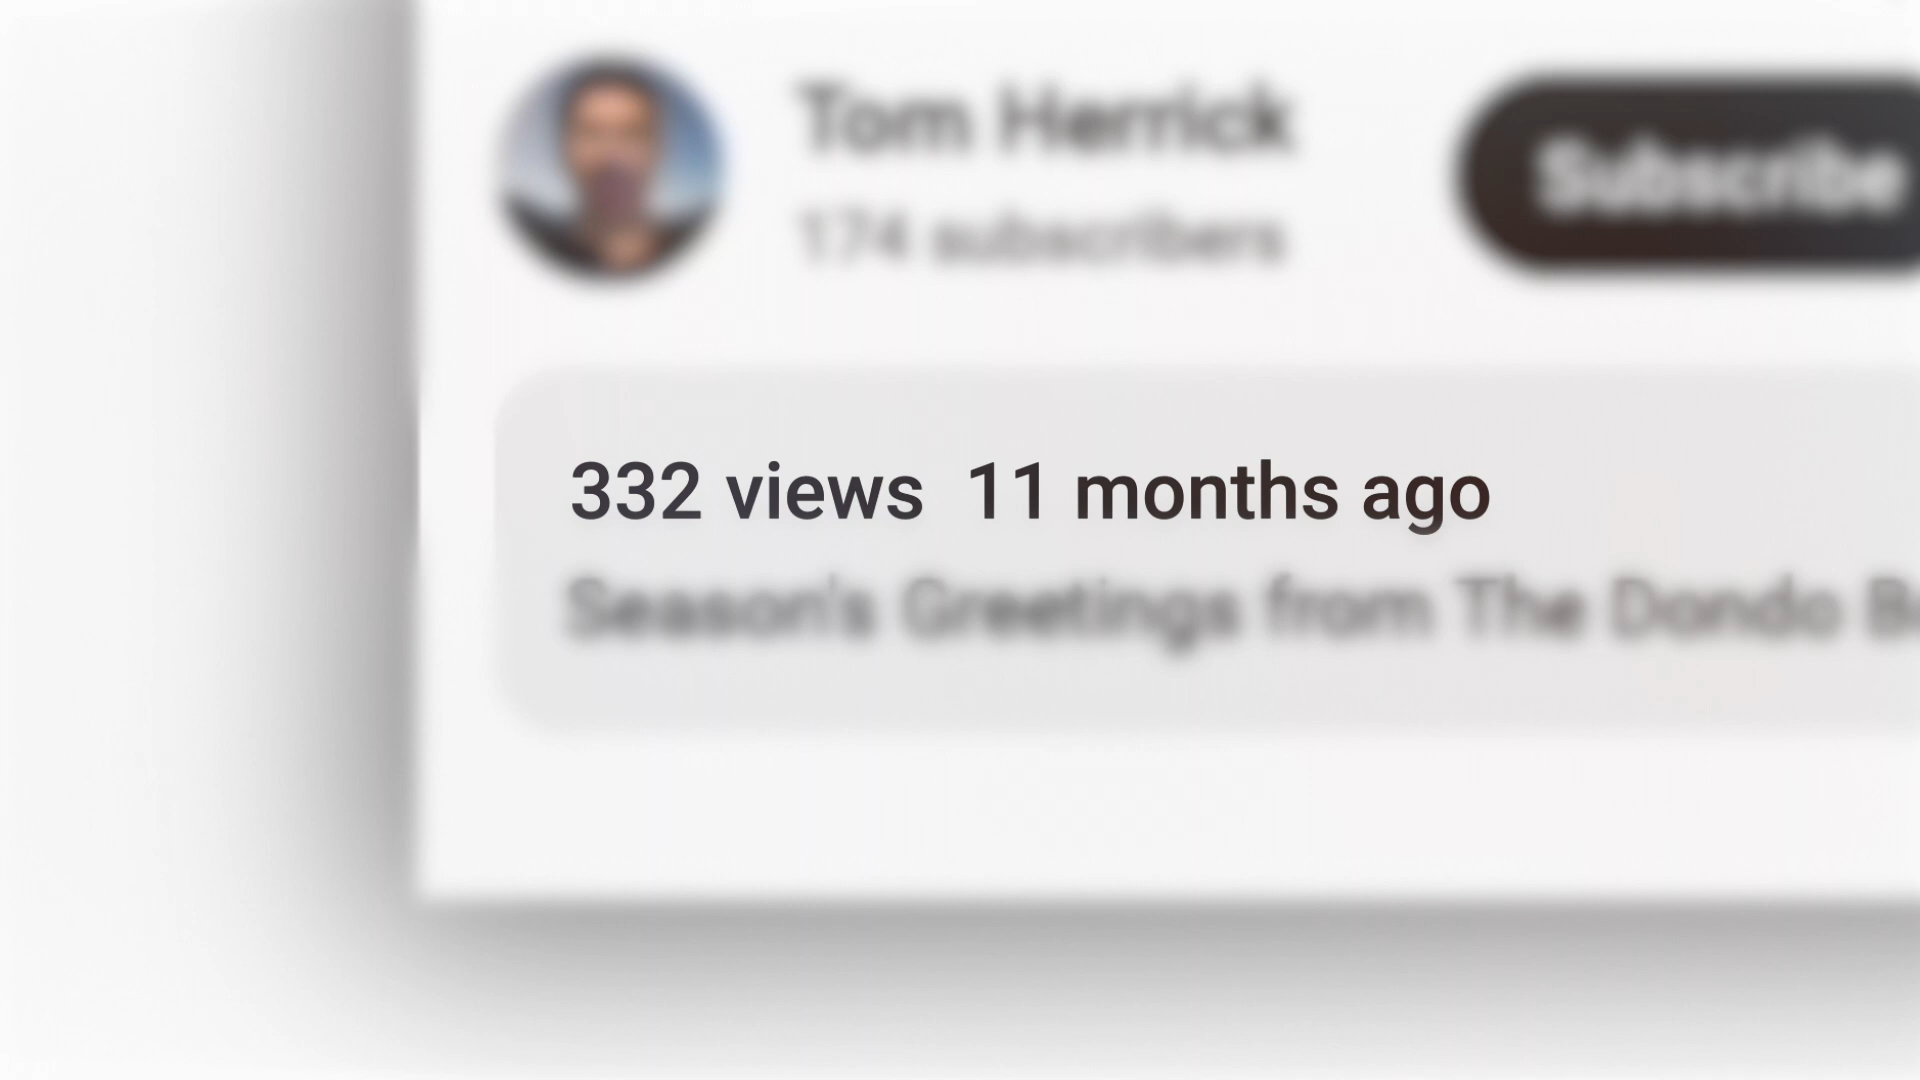 Tom Herrick
174 subscribers
Subscribe
332 views 11 months ago
Season's Greetings from The Dondo